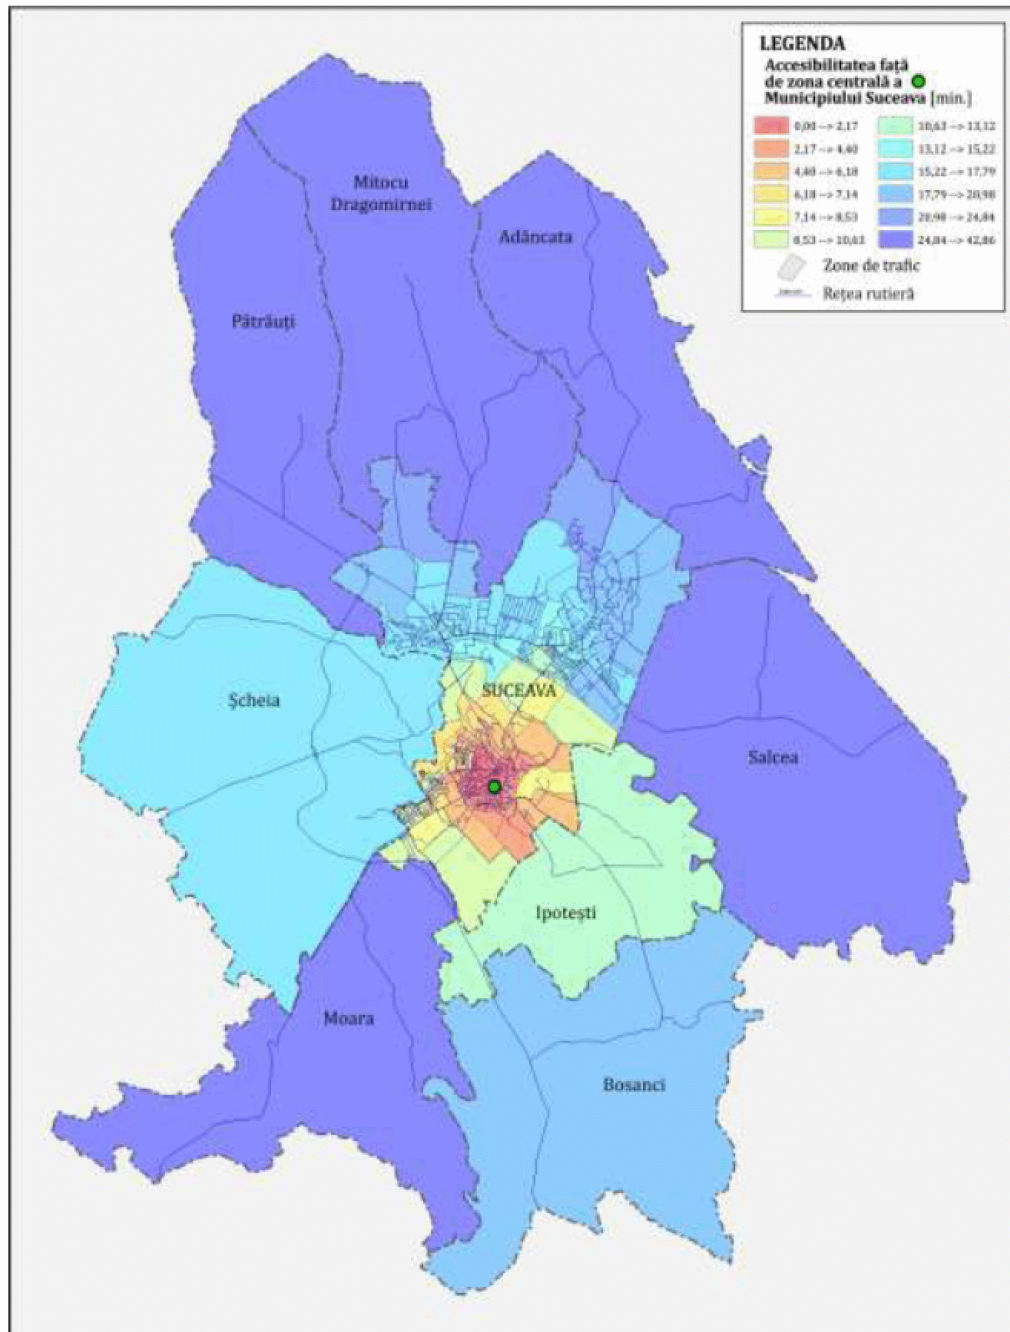 LEGENDA
Accesibilitatea față
de zona centrală a
Municipiului Suceava [min.]
0,00 --> 2,17
2,17 --> 4,40
4,40 --> 6,18
6,18 --> 7,14
7,14 --> 8,53
8,53 --> 10,63
10,63 --> 13,12
13,12 --> 15,22
15,22 --> 17,79
17,79 --> 20,98
20,98 --> 24,84
24,84 --> 42,86
Zone de trafic
Rețea rutieră
Mitocu
Dragomirnei
Adâncata
Pătrăuți
SUCEAVA
Șcheia
Salcea
Ipotești
Moara
Bosanci